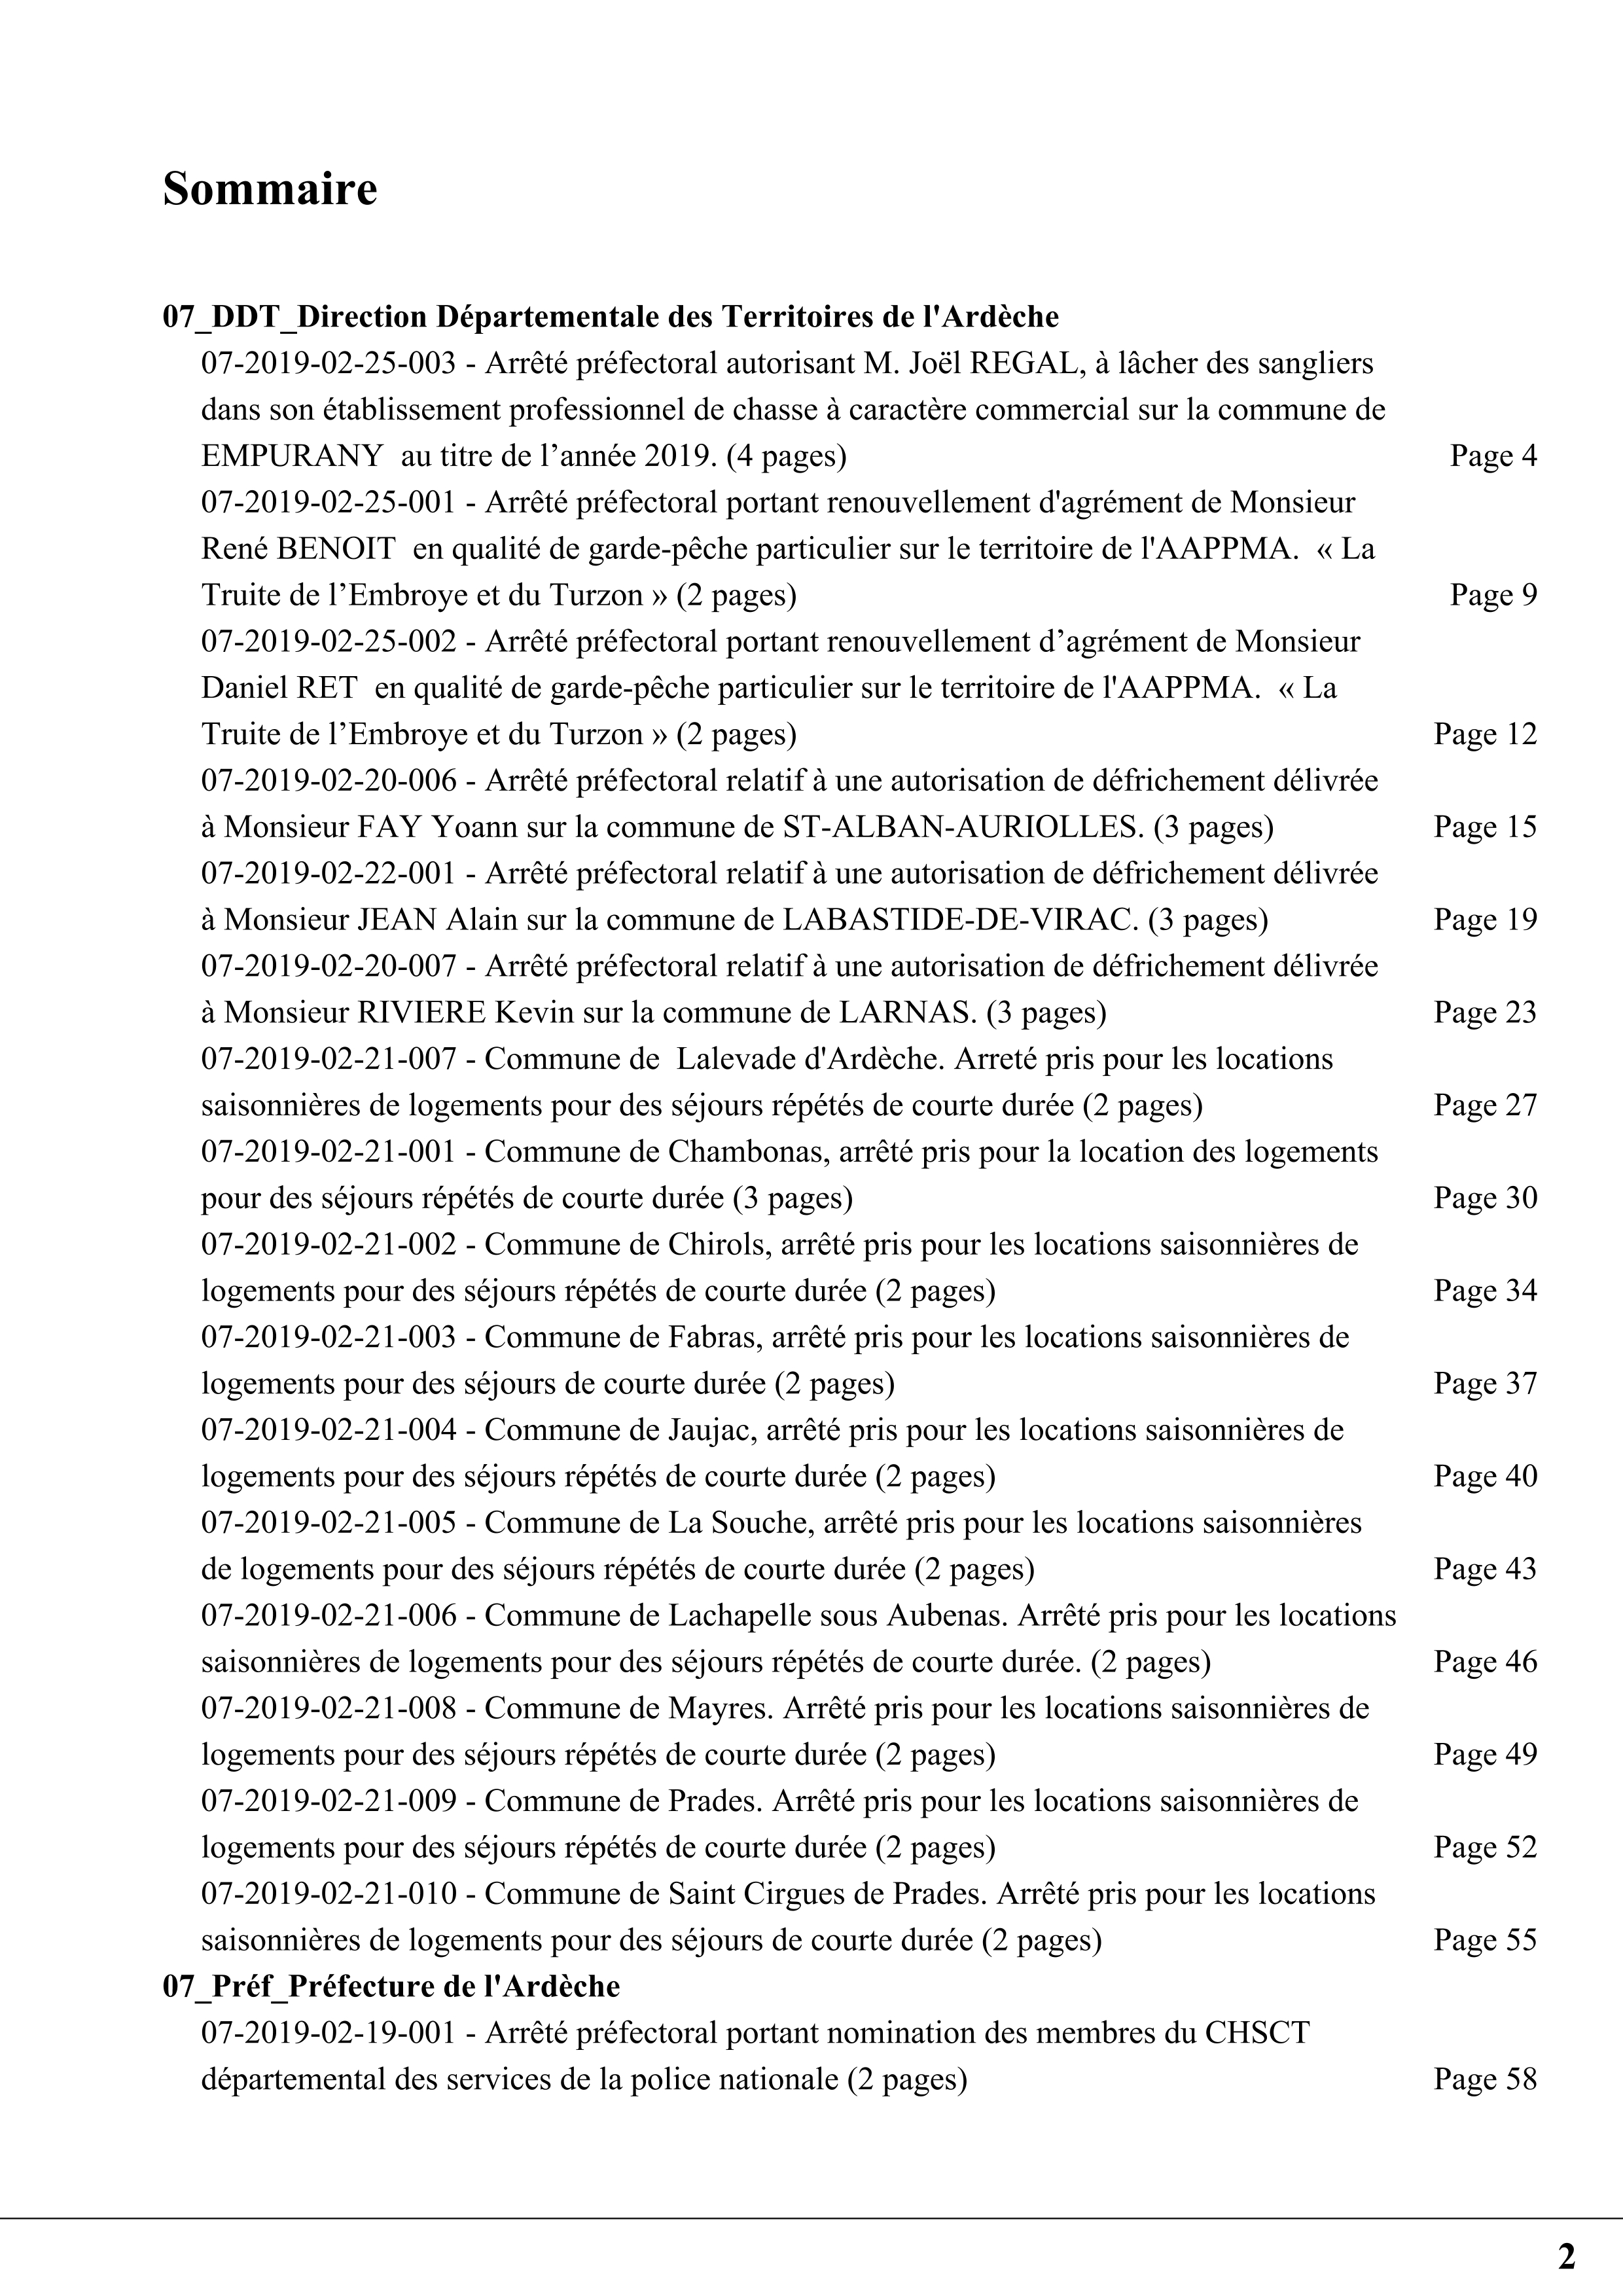 Sommaire
07_DDT_Direction Départementale des Territoires de l'Ardèche
07-2019-02-25-003 - Arrêté préfectoral autorisant M. Joël REGAL, à lâcher des sangliers
dans son établissement professionnel de chasse à caractère commercial sur la commune de
EMPURANY  au titre de l’année 2019. (4 pages) Page 4
07-2019-02-25-001 - Arrêté préfectoral portant renouvellement d'agrément de Monsieur
René BENOIT  en qualité de garde-pêche particulier sur le territoire de l'AAPPMA.  « La
Truite de l’Embroye et du Turzon » (2 pages) Page 9
07-2019-02-25-002 - Arrêté préfectoral portant renouvellement d’agrément de Monsieur
Daniel RET  en qualité de garde-pêche particulier sur le territoire de l'AAPPMA.  « La
Truite de l’Embroye et du Turzon » (2 pages) Page 12
07-2019-02-20-006 - Arrêté préfectoral relatif à une autorisation de défrichement délivrée
à Monsieur FAY Yoann sur la commune de ST-ALBAN-AURIOLLES. (3 pages) Page 15
07-2019-02-22-001 - Arrêté préfectoral relatif à une autorisation de défrichement délivrée
à Monsieur JEAN Alain sur la commune de LABASTIDE-DE-VIRAC. (3 pages) Page 19
07-2019-02-20-007 - Arrêté préfectoral relatif à une autorisation de défrichement délivrée
à Monsieur RIVIERE Kevin sur la commune de LARNAS. (3 pages) Page 23
07-2019-02-21-007 - Commune de  Lalevade d'Ardèche. Arreté pris pour les locations
saisonnières de logements pour des séjours répétés de courte durée (2 pages) Page 27
07-2019-02-21-001 - Commune de Chambonas, arrêté pris pour la location des logements
pour des séjours répétés de courte durée (3 pages) Page 30
07-2019-02-21-002 - Commune de Chirols, arrêté pris pour les locations saisonnières de
logements pour des séjours répétés de courte durée (2 pages) Page 34
07-2019-02-21-003 - Commune de Fabras, arrêté pris pour les locations saisonnières de
logements pour des séjours de courte durée (2 pages) Page 37
07-2019-02-21-004 - Commune de Jaujac, arrêté pris pour les locations saisonnières de
logements pour des séjours répétés de courte durée (2 pages) Page 40
07-2019-02-21-005 - Commune de La Souche, arrêté pris pour les locations saisonnières
de logements pour des séjours répétés de courte durée (2 pages) Page 43
07-2019-02-21-006 - Commune de Lachapelle sous Aubenas. Arrêté pris pour les locations
saisonnières de logements pour des séjours répétés de courte durée. (2 pages) Page 46
07-2019-02-21-008 - Commune de Mayres. Arrêté pris pour les locations saisonnières de
logements pour des séjours répétés de courte durée (2 pages) Page 49
07-2019-02-21-009 - Commune de Prades. Arrêté pris pour les locations saisonnières de
logements pour des séjours répétés de courte durée (2 pages) Page 52
07-2019-02-21-010 - Commune de Saint Cirgues de Prades. Arrêté pris pour les locations
saisonnières de logements pour des séjours de courte durée (2 pages) Page 55
07_Préf_Préfecture de l'Ardèche
07-2019-02-19-001 - Arrêté préfectoral portant nomination des membres du CHSCT
départemental des services de la police nationale (2 pages) Page 58
2